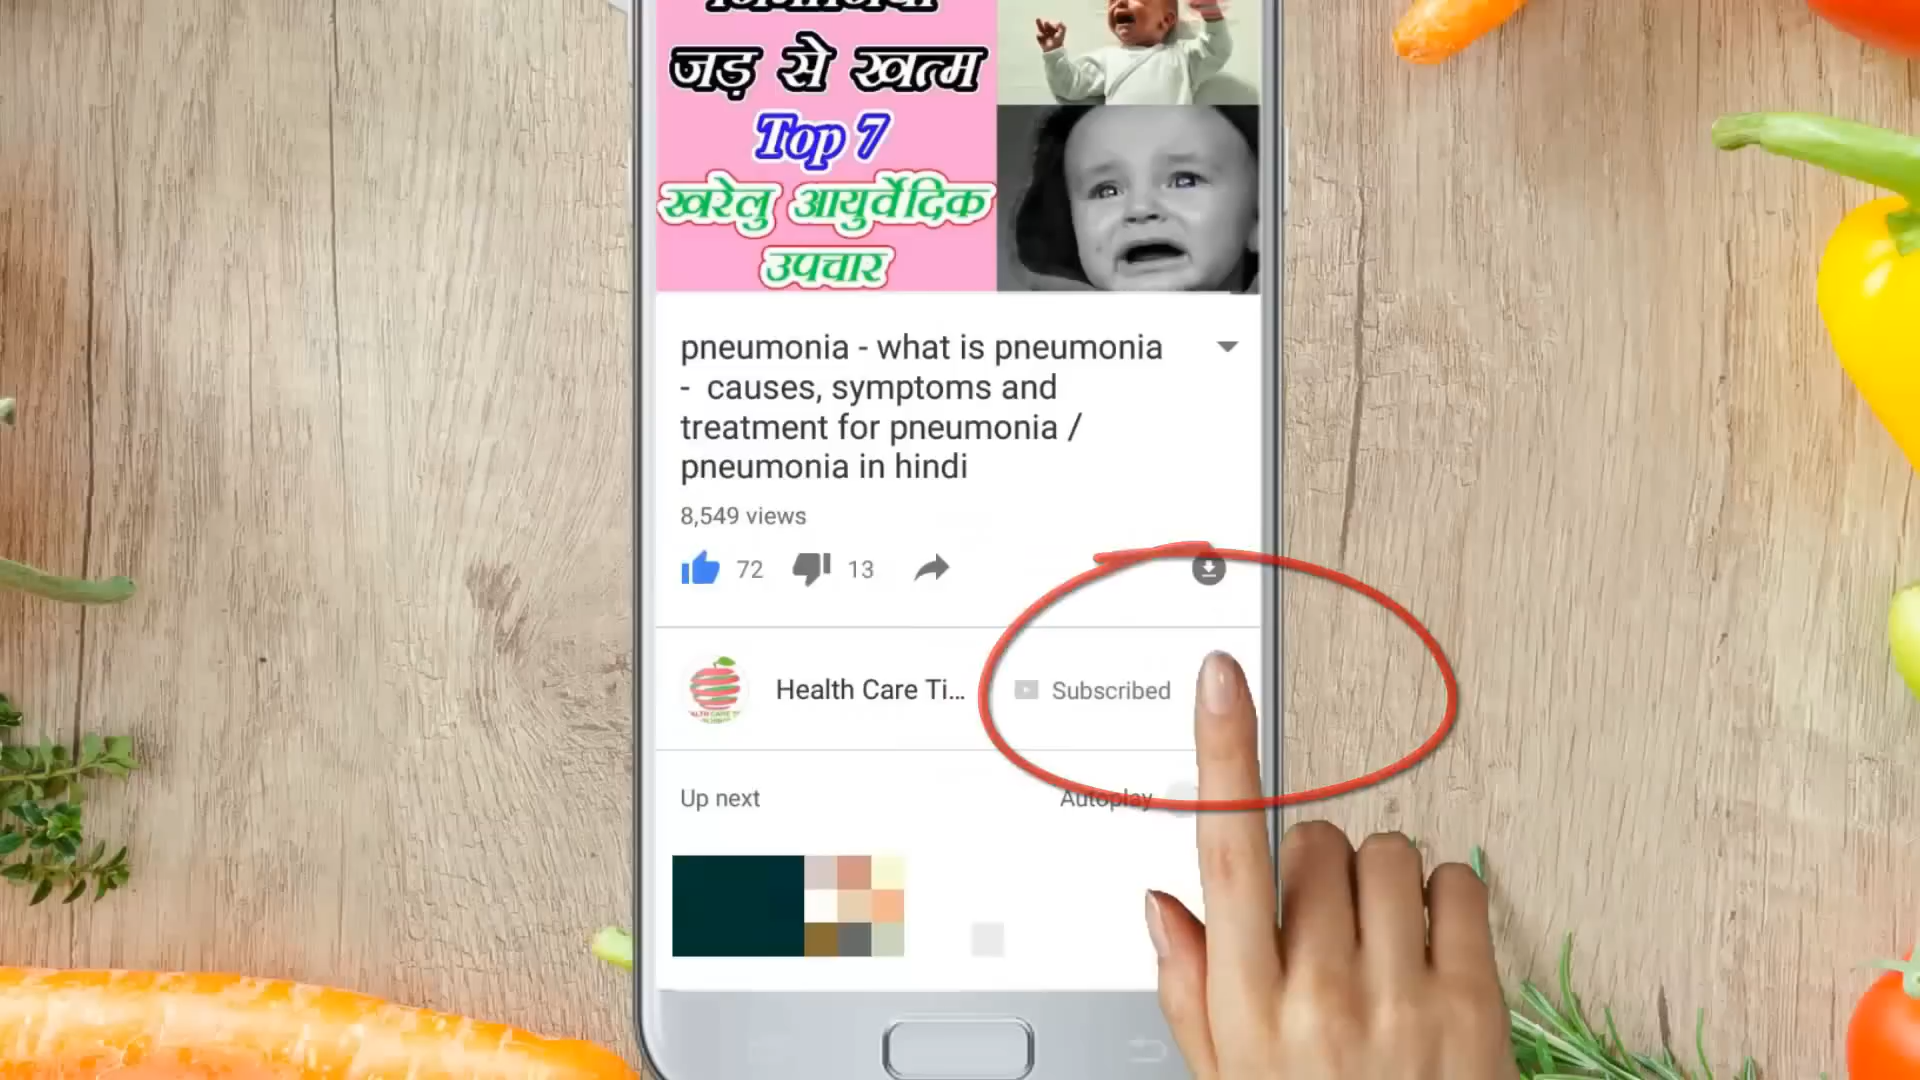 जड़ से खत्म
Top 7
खरेलु आयुर्वेदिक
उपचार
pneumonia - what is pneumonia
- causes, symptoms and
treatment for pneumonia /
pneumonia in hindi
8,549 views
72 13
Health Care Ti... Subscribed
Up next Autoplay